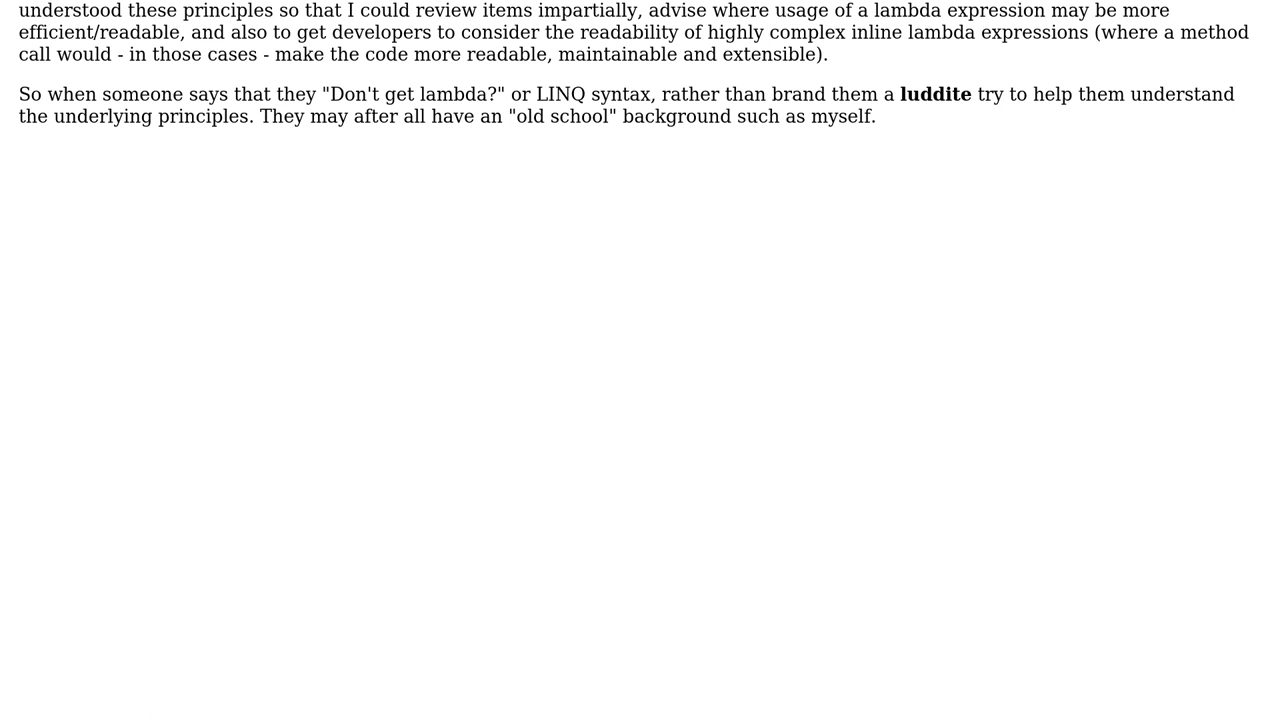 understood these principles so that I could review items impartially, advise where usage of a lambda expression may be more
efficient/readable, and also to get developers to consider the readability of highly complex inline lambda expressions (where a method
call would - in those cases - make the code more readable, maintainable and extensible).
So when someone says that they "Don't get lambda?" or LINQ syntax, rather than brand them a luddite try to help them understand
the underlying principles. They may after all have an "old school" background such as myself.